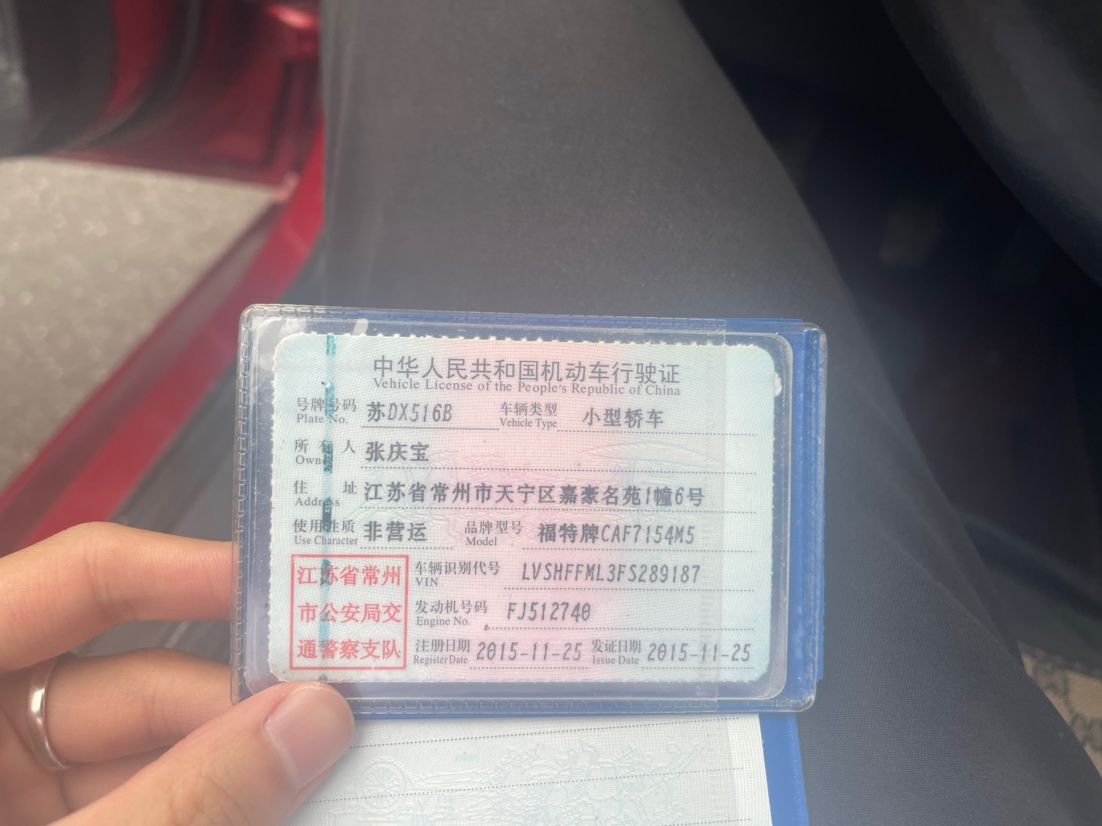 中华人民共和国机动车行驶证
Vehicle License of the People's Republic of China
号牌号码 苏DX516B 车辆类型 小型轿车
Plate No. Vehicle Type
所有人 张庆宝
Owner
住址 江苏省常州市天宁区嘉豪名苑1幢6号
Address
使用性质 非营运 品牌型号 福特牌CAF7154M5
Use Character Model
江苏省常州 车辆识别代号 LVSHFFML3FS289187
VIN
市公安局交 发动机号码 FJ512740
Engine No.
通警察支队 注册日期 2015-11-25 发证日期 2015-11-25
Register Date Issue Date